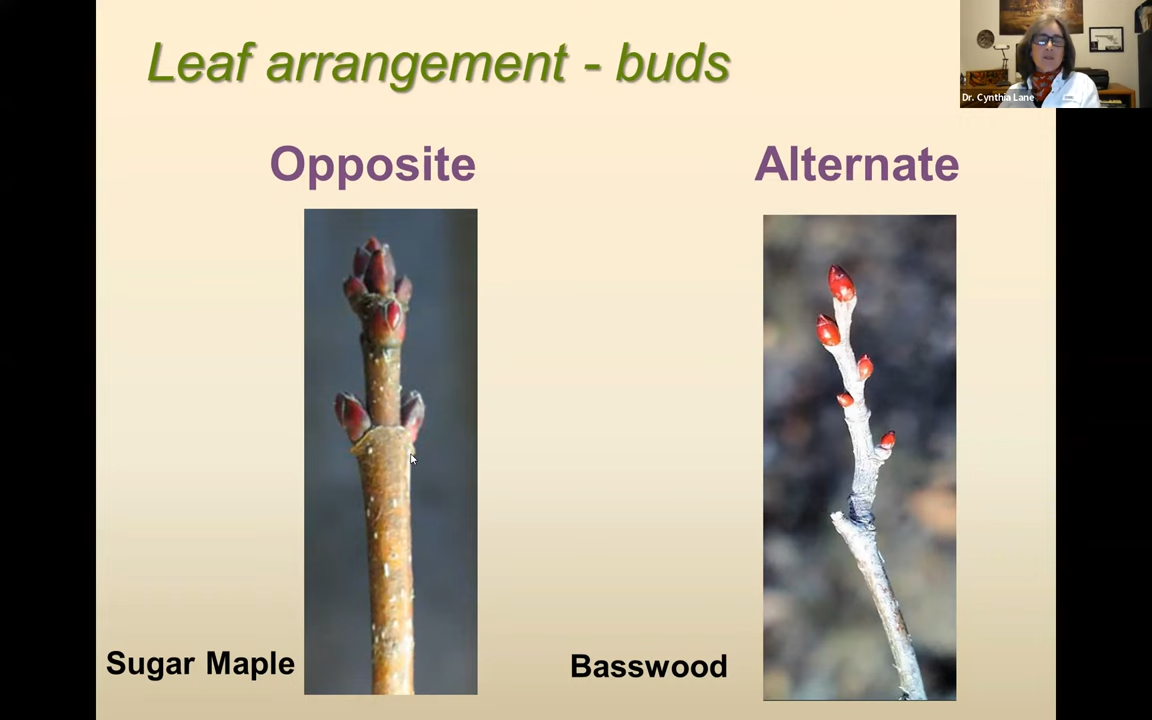 Leaf arrangement - buds
Dr. Cynthia Lane
Opposite
Alternate
Sugar Maple
Basswood